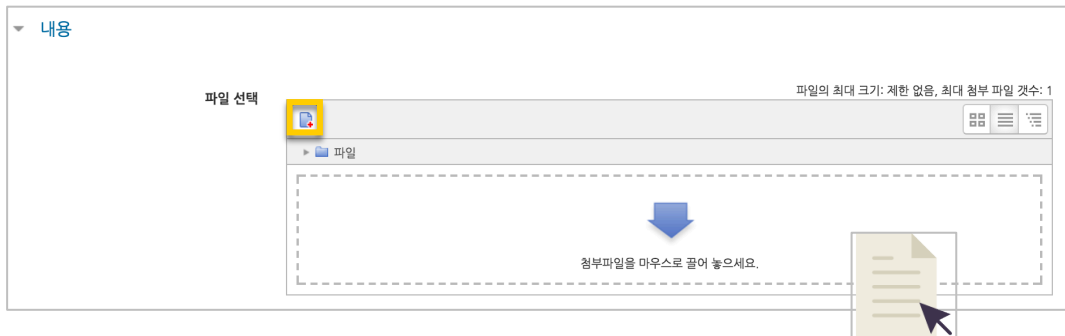 내용
파일의 최대 크기: 제한 없음, 최대 첨부 파일 갯수: 1
파일 선택
파일
첨부파일을 마우스로 끌어 놓으세요.